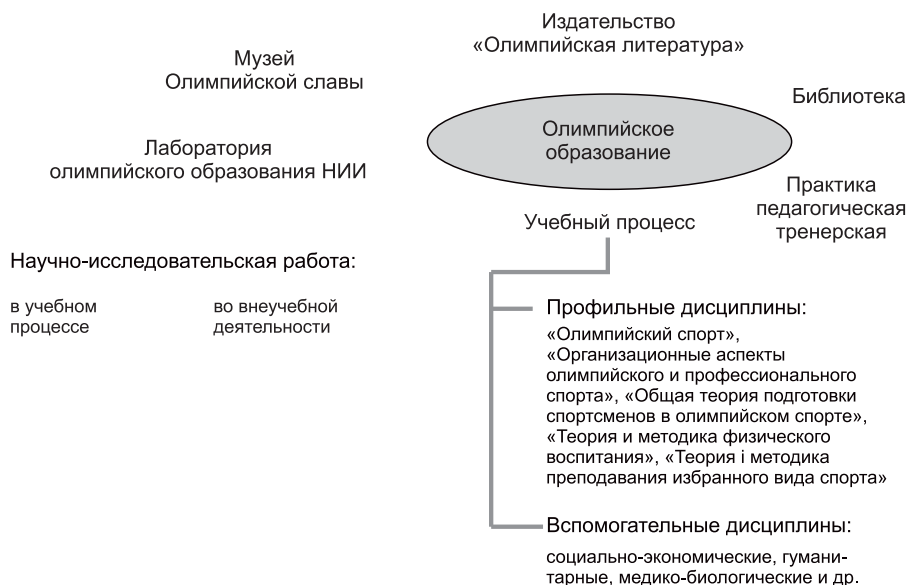 Издательство
«Олимпийская литература»
Музей
Олимпийской славы
Библиотека
Олимпийское
образование
Лаборатория
олимпийского образования НИИ
Практика
педагогическая
тренерская
Учебный процесс
Научно-исследовательская работа:
в учебном
процессе
во внеучебной
деятельности
Профильные дисциплины:
«Олимпийский спорт»,
«Организационные аспекты
олимпийского и профессионального
спорта», «Общая теория подготовки
спортсменов в олимпийском спорте»,
«Теория и методика физического
воспитания», «Теория і методика
преподавания избранного вида спорта»
Вспомогательные дисциплины:
социально-экономические, гумани-
тарные, медико-биологические и др.